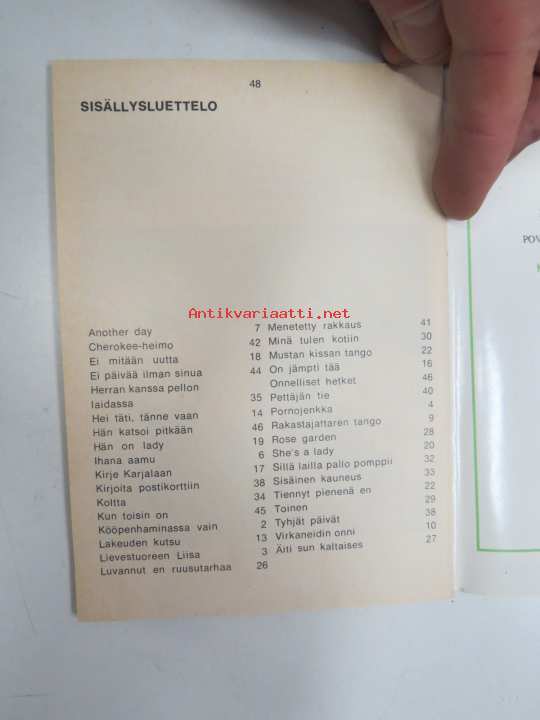 48
SISÄLLYSLUETTELO
Another day 7
Cherokee-heimo 42
Ei mitään uutta 18
Ei päivää ilman sinua 44
Herran kanssa pellon
laidassa 35
Hei täti, tänne vaan 14
Hän katsoi pitkään 46
Hän on lady 19
Ihana aamu 6
Kirje Karjalaan 17
Kirjoita postikorttiin 38
Koltta 34
Kun toisin on 45
Kööpenhaminassa vain 2
Lakeuden kutsu 13
Lievestuoreen Liisa 3
Luvannut en ruusutarhaa 26
Menetetty rakkaus 41
Minä tulen kotiin 30
Mustan kissan tango 22
On jämpti tää 16
Onnelliset hetket 46
Pettäjän tie 40
Pornojenkka 4
Rakastajattaren tango 9
Rose garden 28
She's a lady 20
Sillä lailla pallo pomppii 32
Sisäinen kauneus 33
Tiennyt pienenä en 22
Toinen 29
Tyhjät päivät 38
Virkaneidin onni 10
Äiti sun kaltaises 27
Antikvariaatti.net
POV